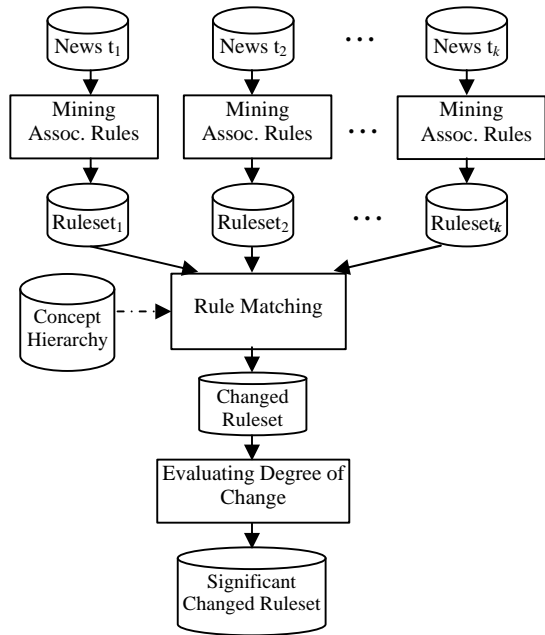 News t₁
News t₂
...
News tₖ
Mining
Assoc. Rules
Mining
Assoc. Rules
...
Mining
Assoc. Rules
Ruleset₁
Ruleset₂
...
Rulesetₖ
Concept
Hierarchy
Rule Matching
Changed
Ruleset
Evaluating Degree of
Change
Significant
Changed Ruleset